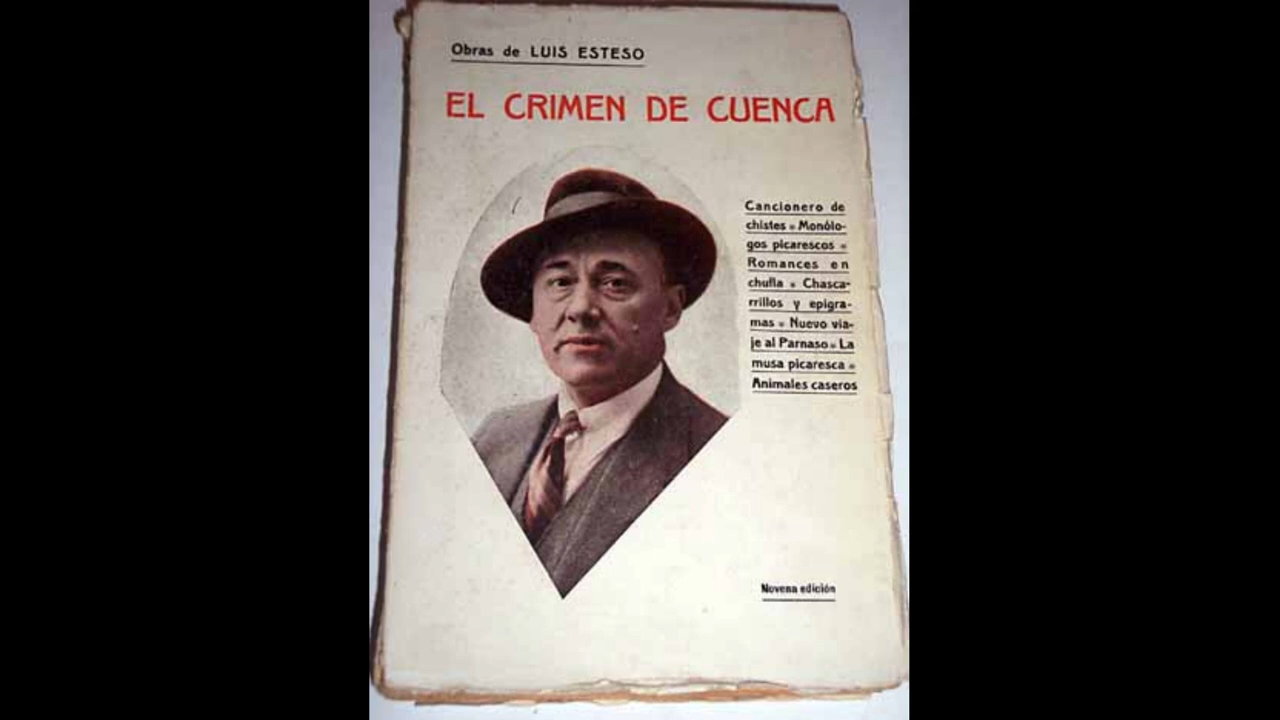 Obras de LUIS ESTESO
EL CRIMEN DE CUENCA
Cancionero de
chistes * Monólo-
gos picarescos *
Romances en
chufla * Chasca-
rrillos y epigra-
mas * Nuevo via-
je al Parnaso * La
musa picaresca *
Animales caseros
Novena edición